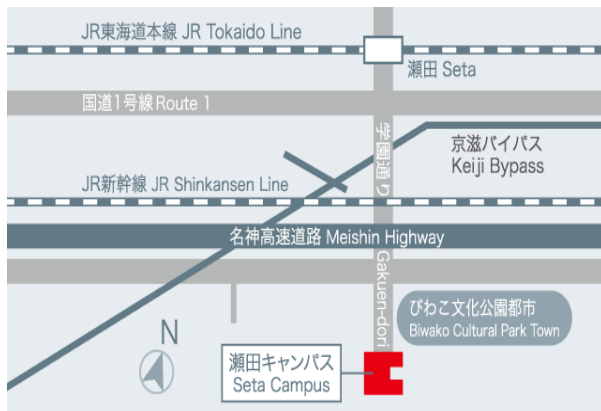 JR東海道本線 JR Tokaido Line
瀬田 Seta
国道1号線 Route 1
学園通り
京滋バイパス
Keiji Bypass
JR新幹線 JR Shinkansen Line
名神高速道路 Meishin Highway
Gakuen-dori
びわこ文化公園都市
Biwako Cultural Park Town
N
瀬田キャンパス
Seta Campus